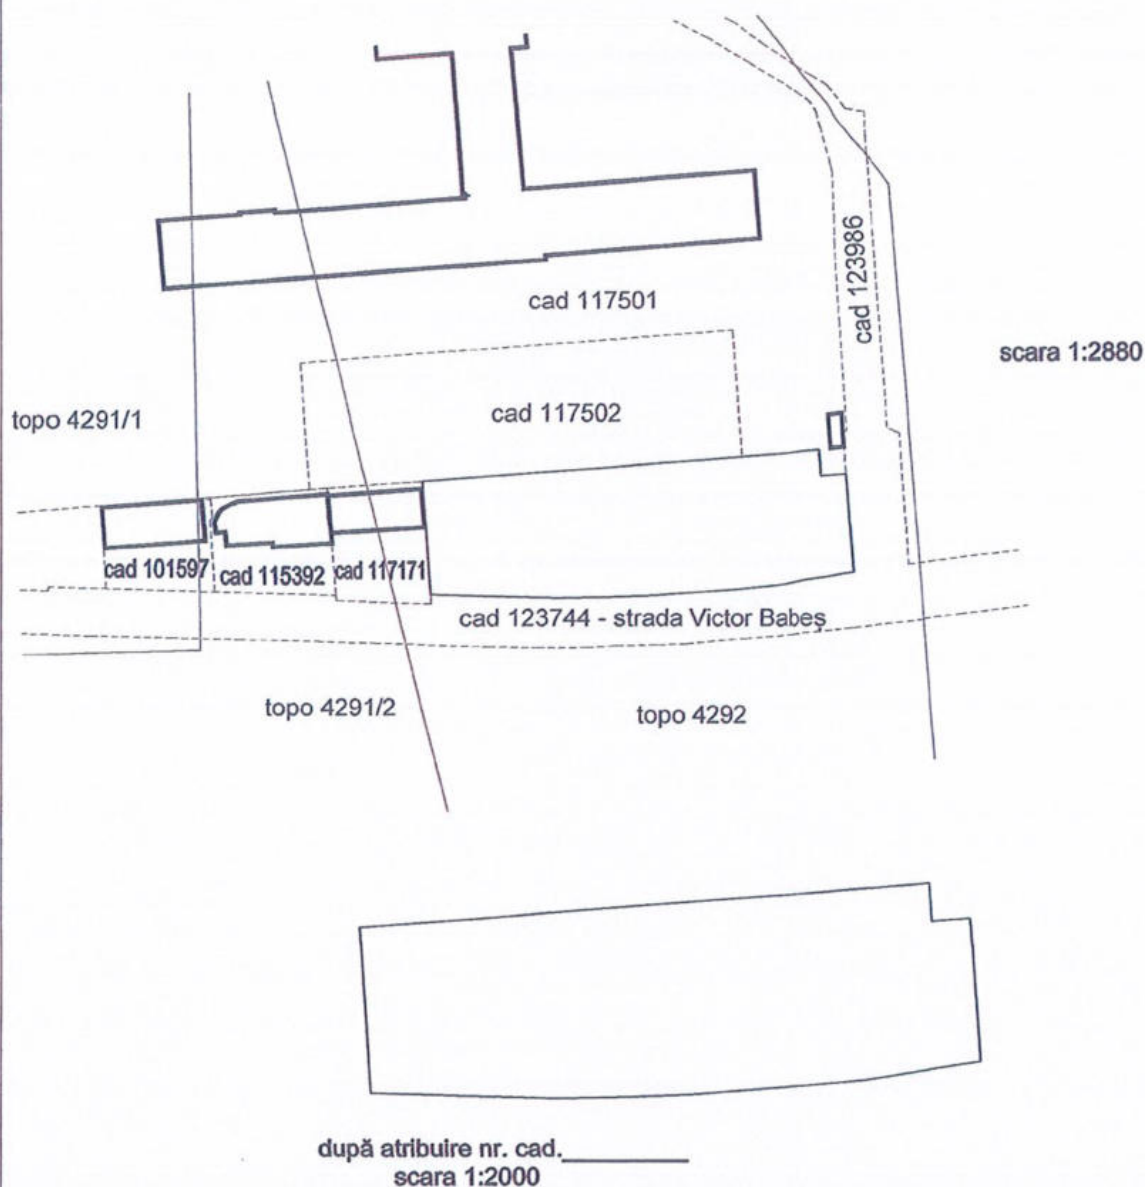 cad 123986
cad 117501
scara 1:2880
cad 117502
topo 4291/1
cad 101597
cad 115392
cad 117171
cad 123744 - strada Victor Babeș
topo 4291/2
topo 4292
după atribuire nr. cad.__________
scara 1:2000